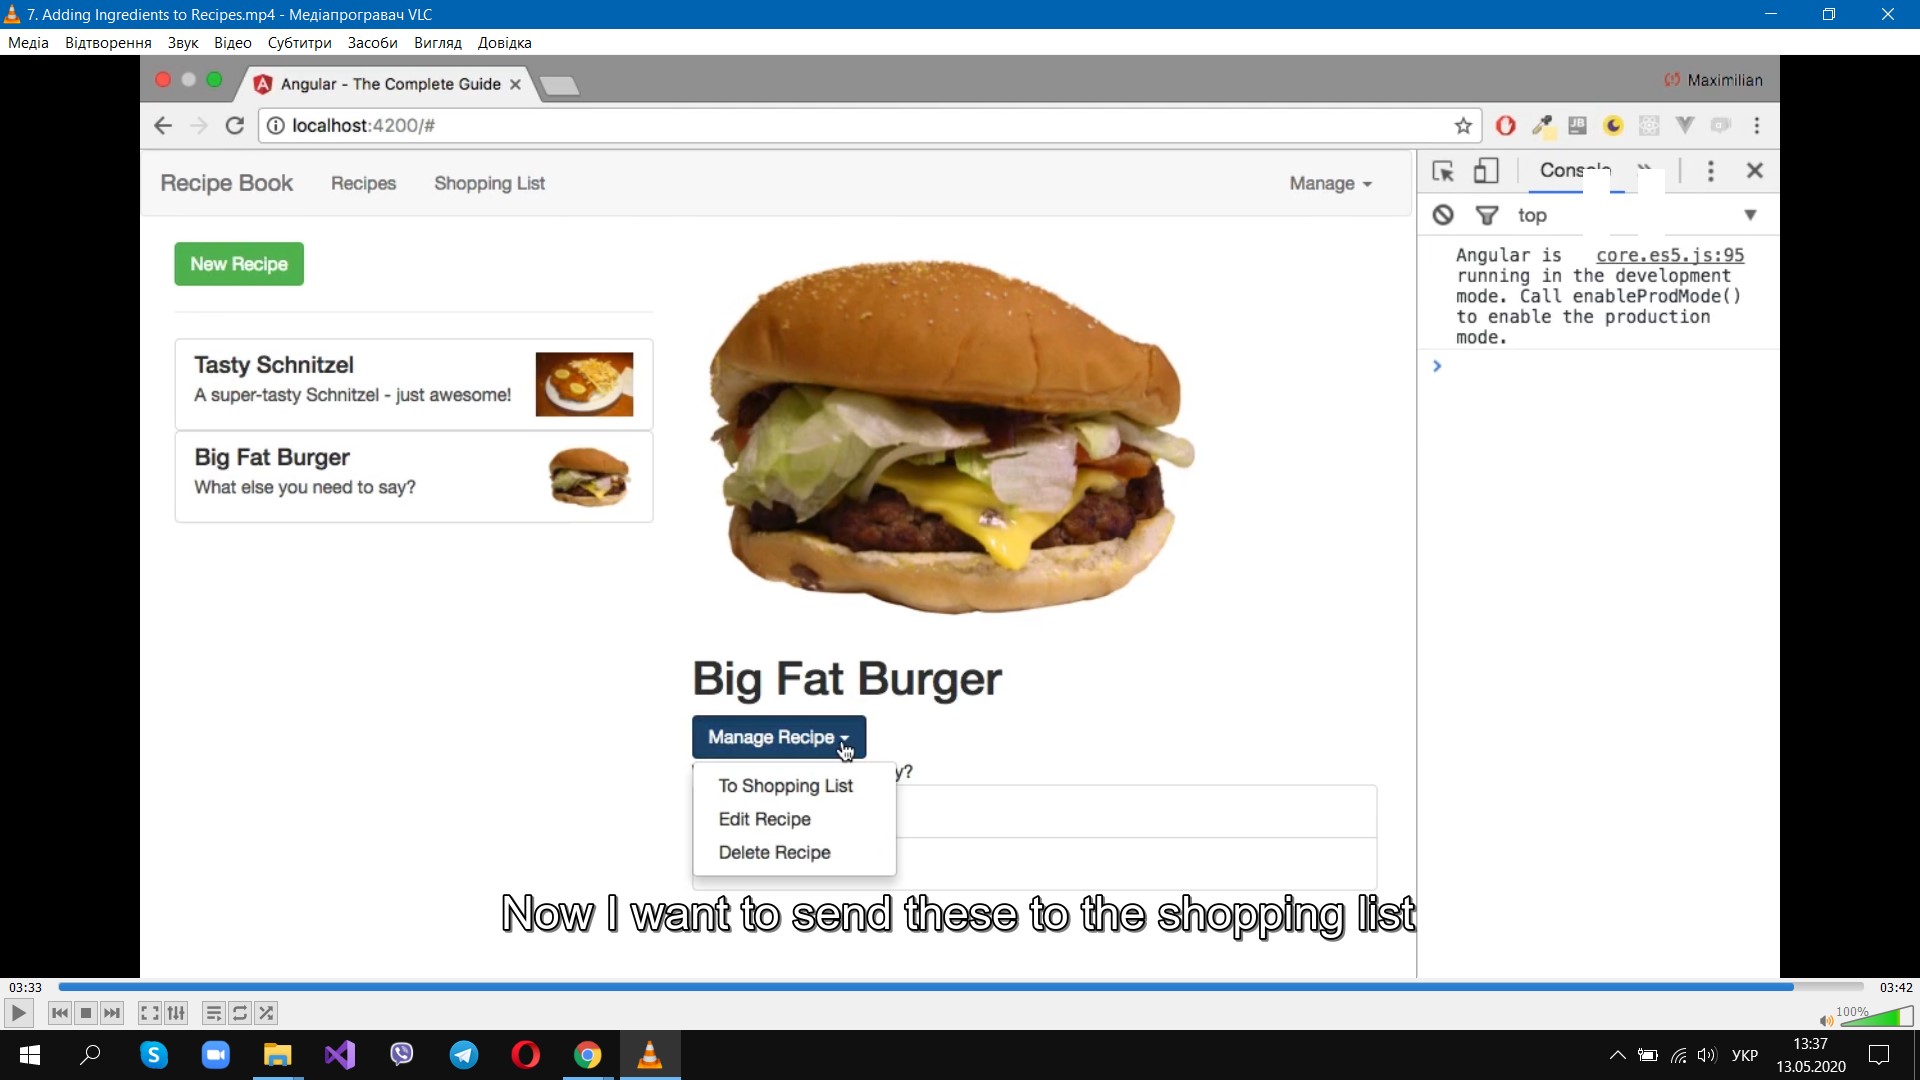 7. Adding Ingredients to Recipes.mp4 - Медіапрогравач VLC
Медіа Відтворення Звук Відео Субтитри Засоби Вигляд Довідка
Angular - The Complete Guide
Maximilian
localhost:4200/#
Recipe Book Recipes Shopping List Manage
New Recipe
Tasty Schnitzel
A super-tasty Schnitzel - just awesome!
Big Fat Burger
What else you need to say?
Big Fat Burger
Manage Recipe
y?
To Shopping List
Edit Recipe
Delete Recipe
Console
top
Angular is core.es5.js:95
running in the development
mode. Call enableProdMode()
to enable the production
mode.
Now I want to send these to the shopping list
03:33
03:42
100%
УКР
13:37
13.05.2020